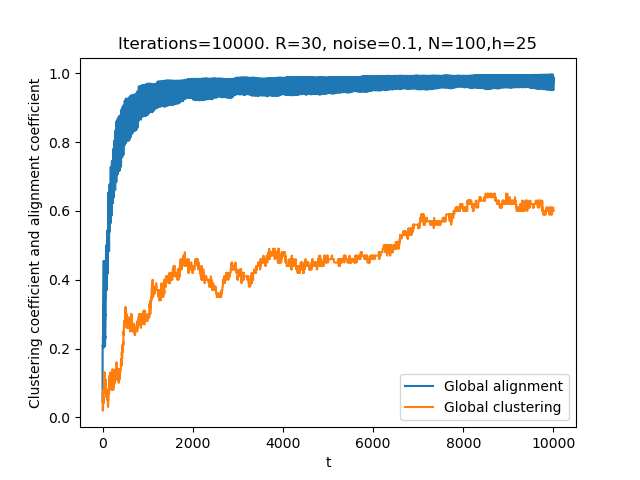 Iterations=10000. R=30, noise=0.1, N=100,h=25
Clustering coefficient and alignment coefficient
1.0
0.8
0.6
0.4
0.2
0.0
Global alignment
Global clustering
0 2000 4000 6000 8000 10000
t